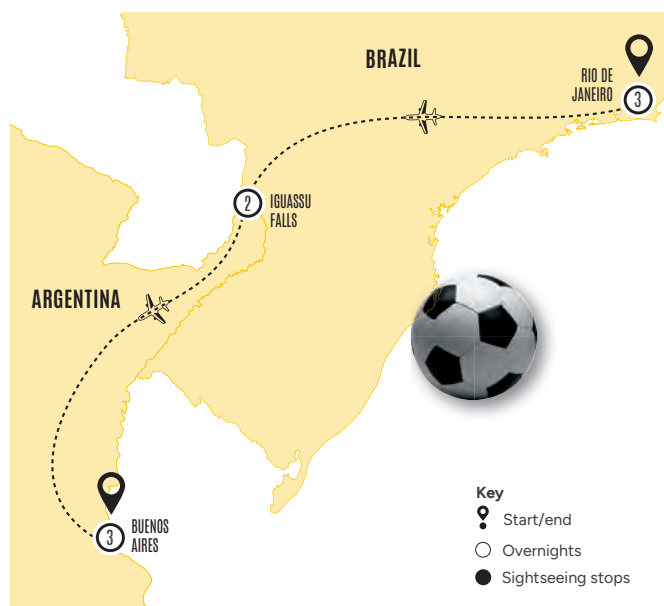 BRAZIL
RIO DE
JANEIRO
3
2
IGUASSU
FALLS
ARGENTINA
3
BUENOS
AIRES
Key
Start/end
Overnights
Sightseeing stops